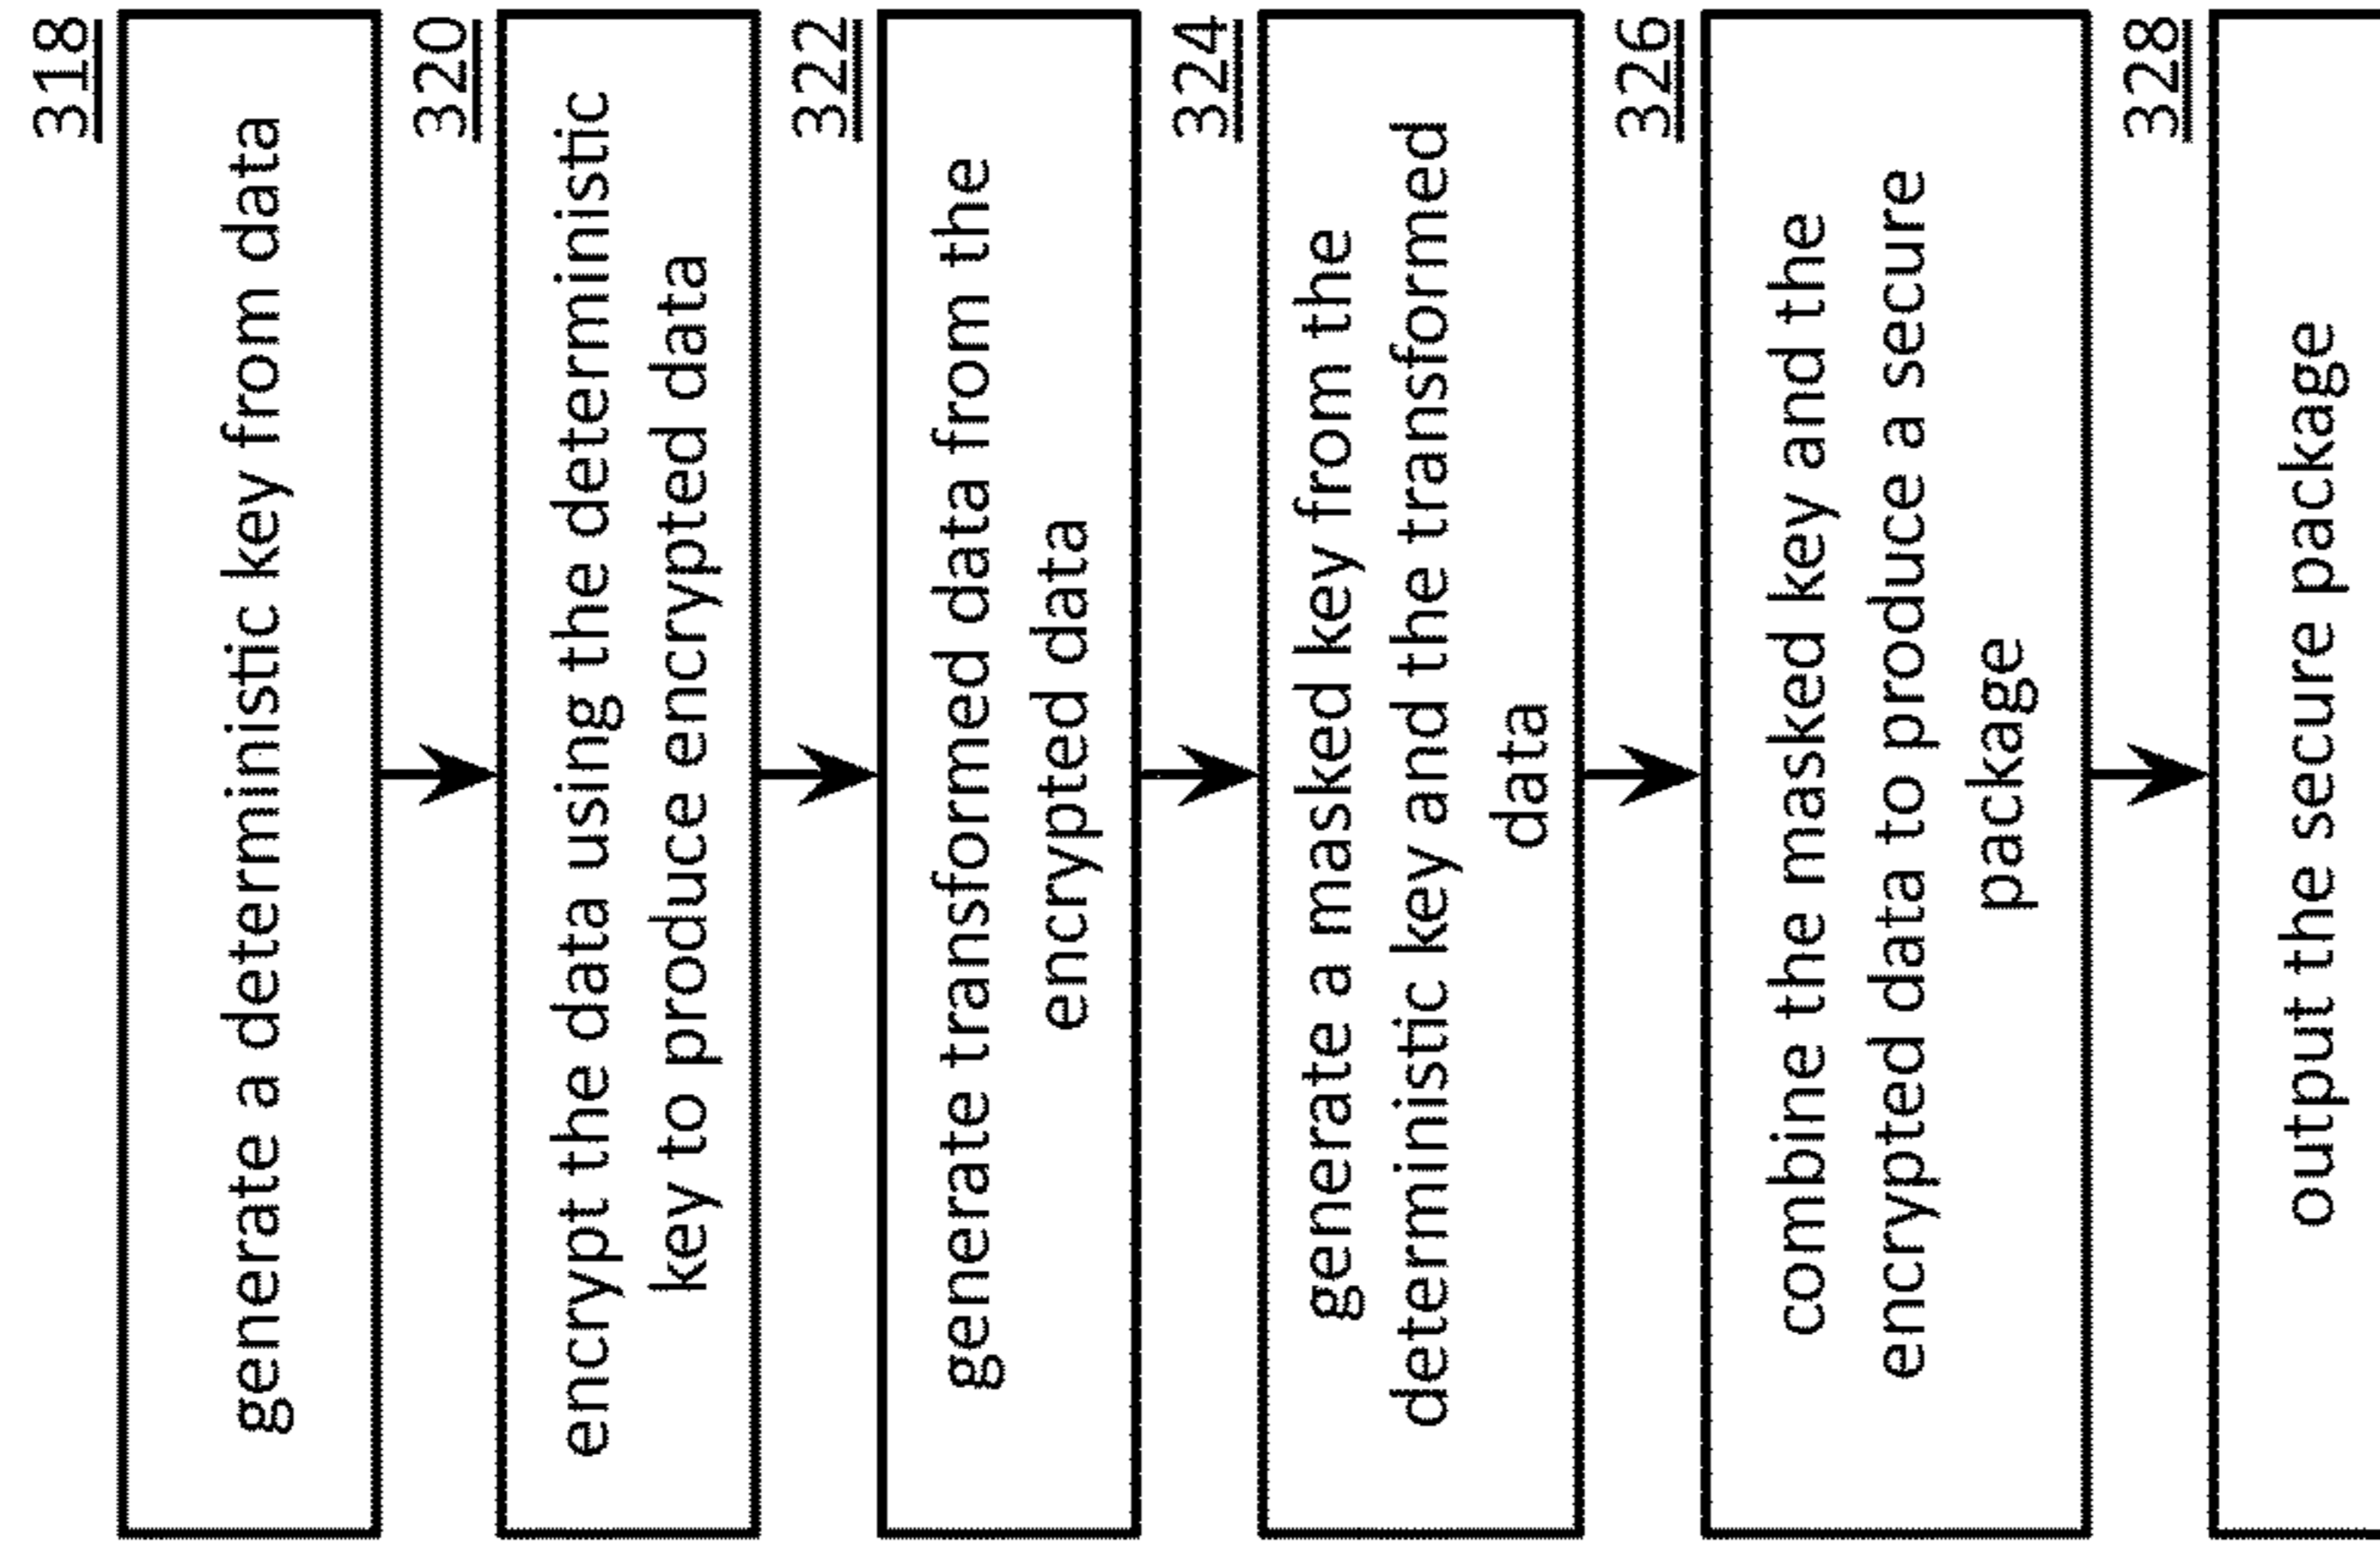 318
generate a deterministic key from data
320
encrypt the data using the deterministic
key to produce encrypted data
322
generate transformed data from the
encrypted data
324
generate a masked key from the
deterministic key and the transformed
data
326
combine the masked key and the
encrypted data to produce a secure
package
328
output the secure package